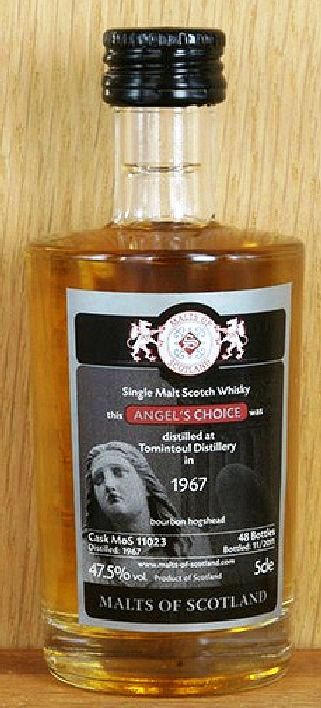 MALTS OF
SCOTLAND
Single Malt Scotch Whisky
this ANGEL'S CHOICE was
distilled at
Tomintoul Distillery
in
1967
bourbon hogshead
Cask MoS 11023 48 Bottles
Distilled: 1967 Bottled: 11/2011
www.malts-of-scotland.com
47.5% vol. Product of Scotland 5cle
MALTS OF SCOTLAND